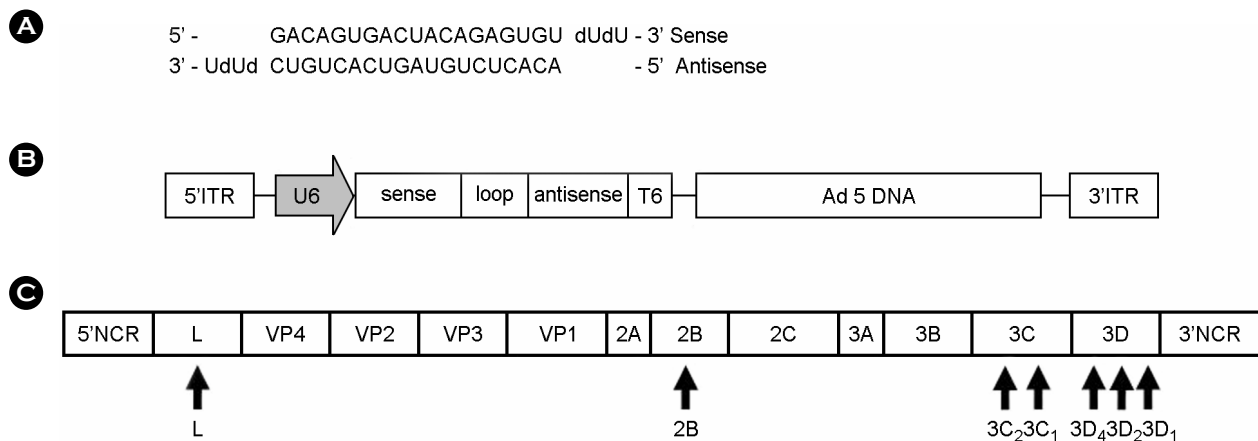 A
5' - GACAGUGACUACAGAGUGU dUdU - 3' Sense
3' - UdUd CUGUCACUGAUGUCUCACA - 5' Antisense
B
5'ITR U6 sense loop antisense T6 Ad 5 DNA 3'ITR
C
5'NCR L VP4 VP2 VP3 VP1 2A 2B 2C 3A 3B 3C 3D 3'NCR
L 2B 3C₂ 3C₁ 3D₄ 3D₂ 3D₁